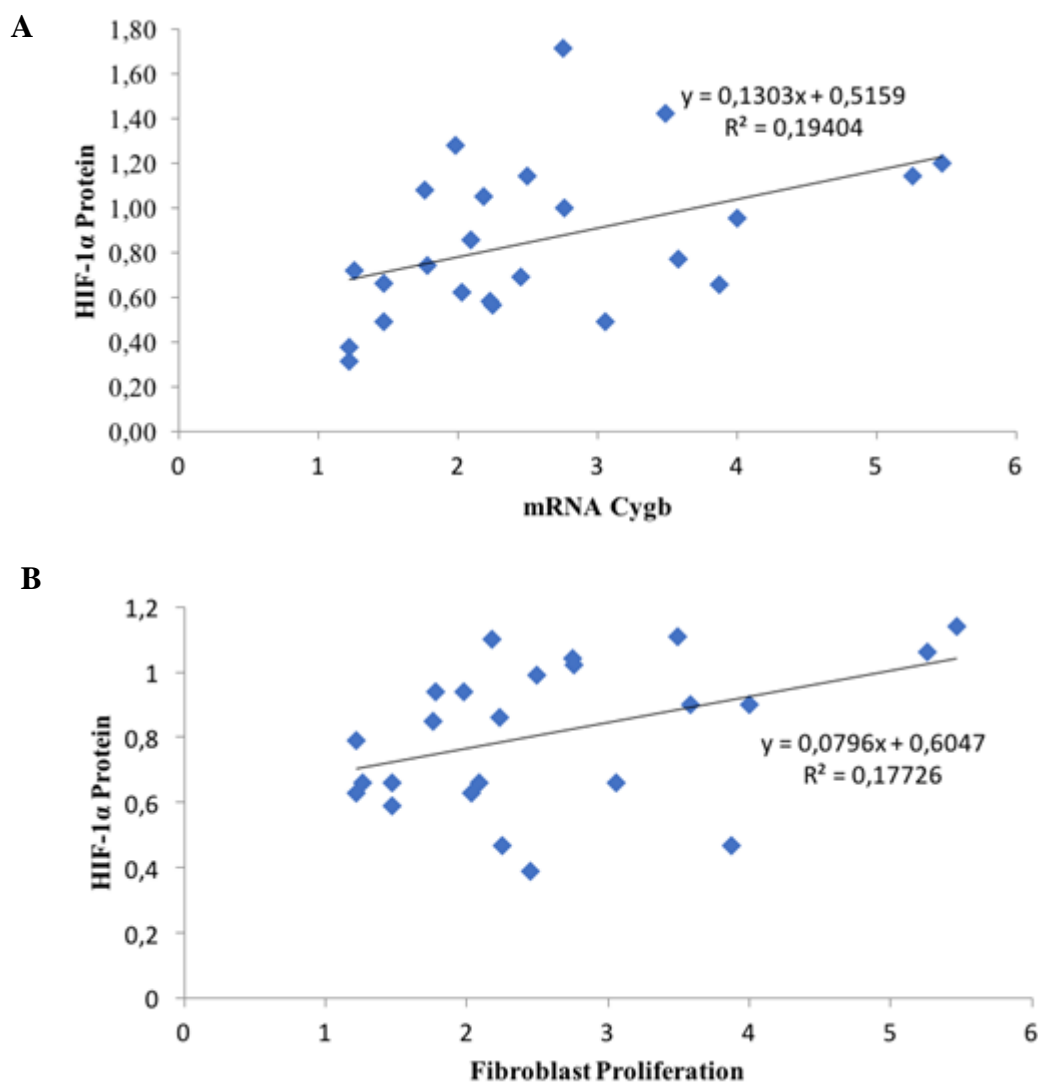 A
1,80
1,60
1,40
1,20
1,00
0,80
0,60
0,40
0,20
0,00
HIF-1α Protein
y = 0,1303x + 0,5159
R² = 0,19404
0 1 2 3 4 5 6
mRNA Cygb
B
1,2
1
0,8
0,6
0,4
0,2
0
HIF-1α Protein
y = 0,0796x + 0,6047
R² = 0,17726
0 1 2 3 4 5 6
Fibroblast Proliferation